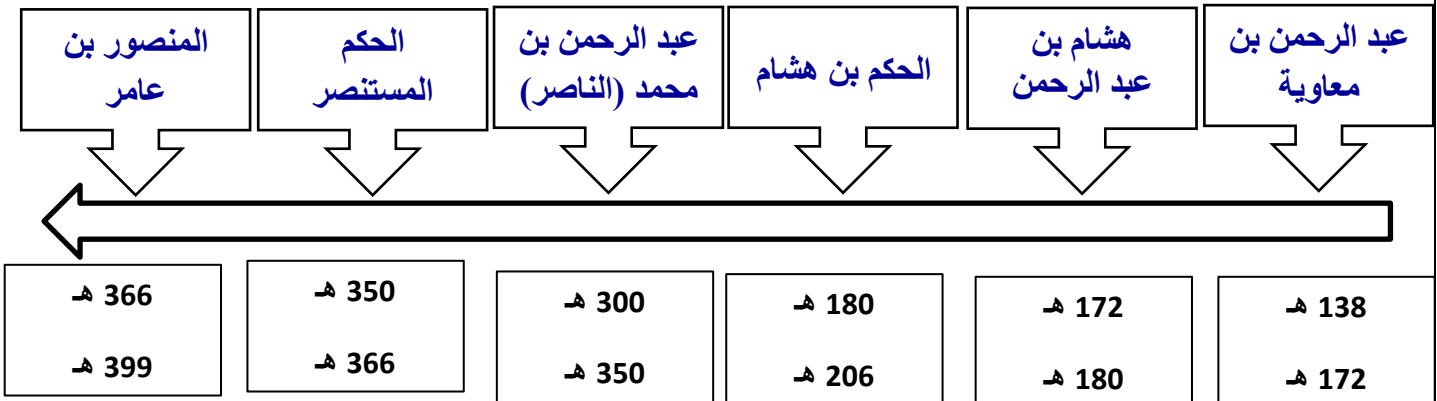 عبد الرحمن بن
معاوية
هشام بن
عبد الرحمن
الحكم بن هشام
عبد الرحمن بن
محمد (الناصر)
الحكم
المستنصر
المنصور بن
عامر
138 هـ
172 هـ
172 هـ
180 هـ
180 هـ
206 هـ
300 هـ
350 هـ
350 هـ
366 هـ
366 هـ
399 هـ